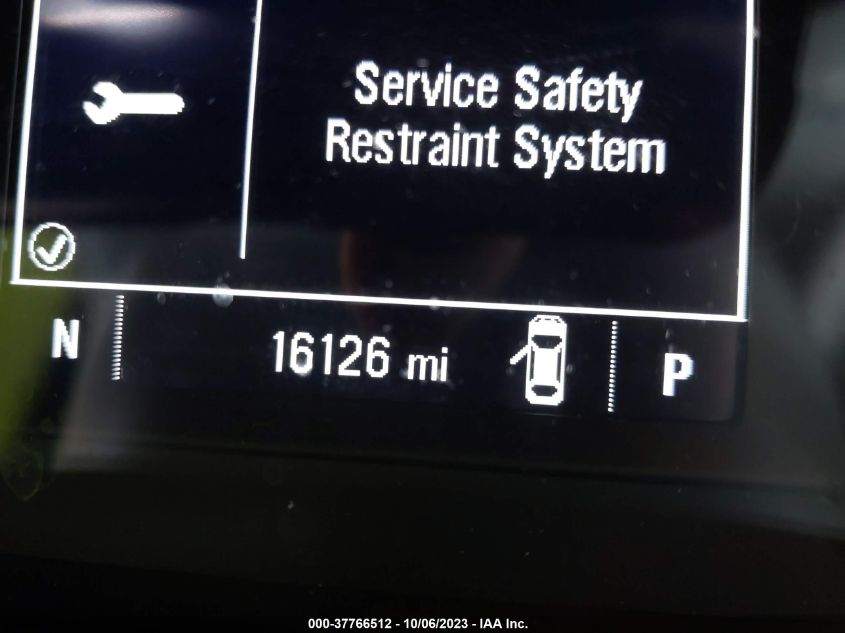 Service Safety
Restraint System
N 16126 mi P
000-37766512 - 10/06/2023 - IAA Inc.